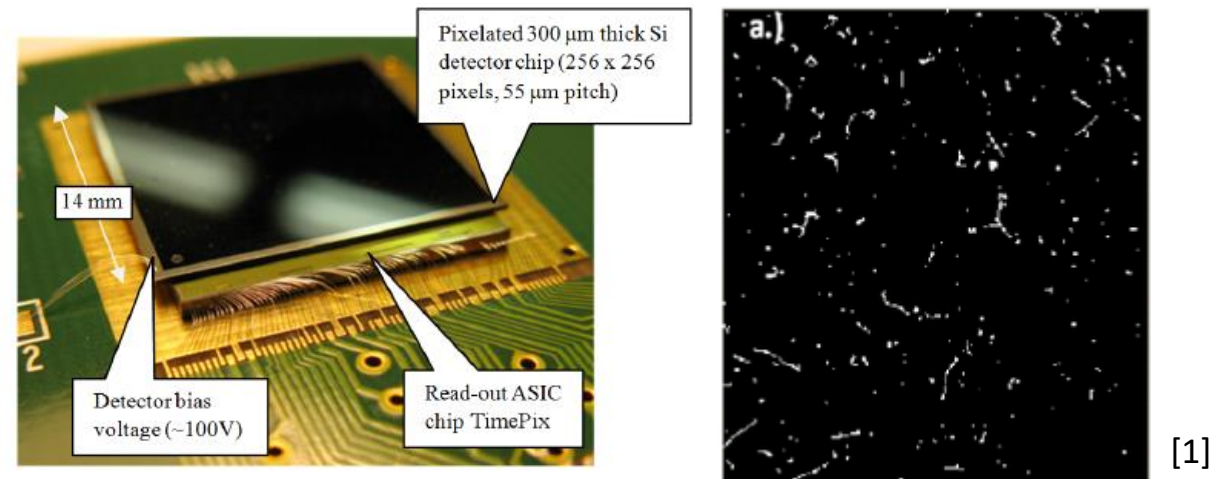 Pixelated 300 μm thick Si
detector chip (256 x 256
pixels, 55 μm pitch)
14 mm
2
Detector bias
voltage (~100V)
Read-out ASIC
chip TimePix
a.)
[1]